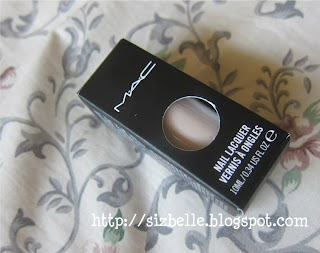 MAC
NAIL LACQUER
VERNIS À ONGLES
10ML/0.34 US FL OZ e
http://sizbelle.blogspot.com